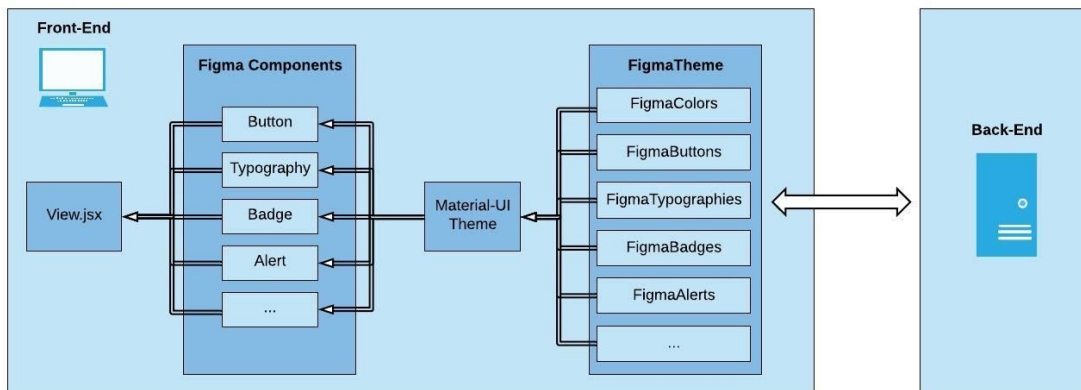 Front-End
Figma Components
Button
Typography
Badge
Alert
...
View.jsx
Material-UI
Theme
FigmaTheme
FigmaColors
FigmaButtons
FigmaTypographies
FigmaBadges
FigmaAlerts
...
Back-End